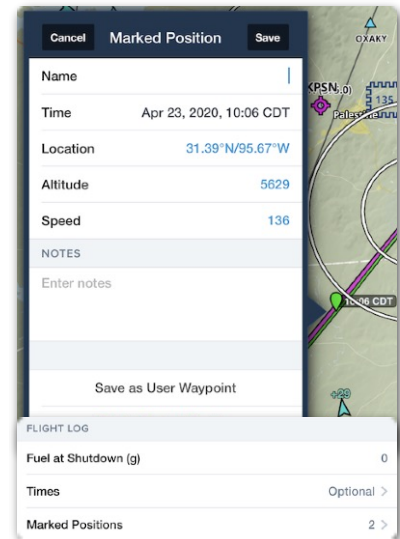 Cancel Marked Position Save
OXAKY
Name
KPSN
135
Palestine
Time Apr 23, 2020, 10:06 CDT
Location 31.39°N/95.67°W
Altitude 5629
Speed 136
NOTES
Enter notes
10:06 CDT
Save as User Waypoint
+29
FLIGHT LOG
Fuel at Shutdown (g) 0
Times Optional >
Marked Positions 2 >